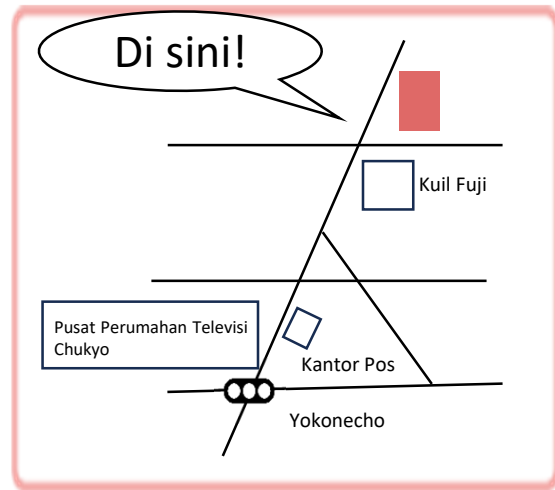 Di sini!
Kuil Fuji
Pusat Perumahan Televisi
Chukyo
Kantor Pos
Yokonecho